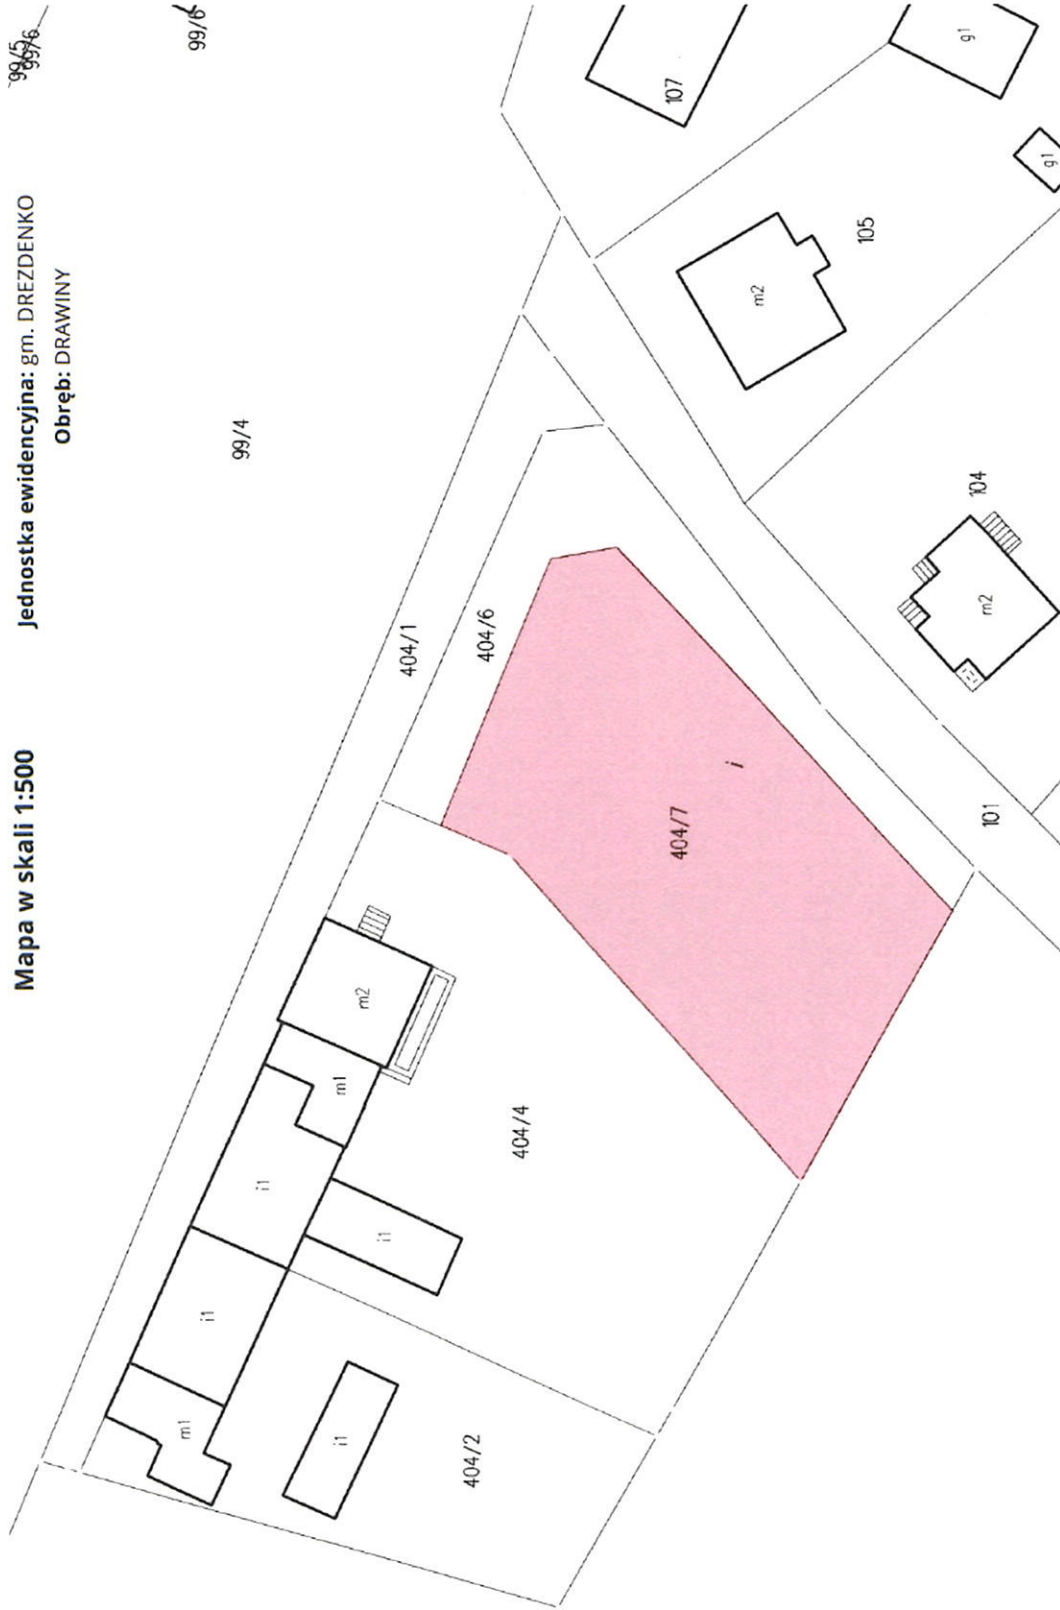 Mapa w skali 1:500
Jednostka ewidencyjna: gm. DREZDENKO
Obręb: DRAWINY
99/5
99/6
99/6
99/4
107
g1
g1
105
m2
104
m2
404/1
404/6
i
404/7
101
m2
m1
i1
i1
404/4
i1
m1
i1
404/2